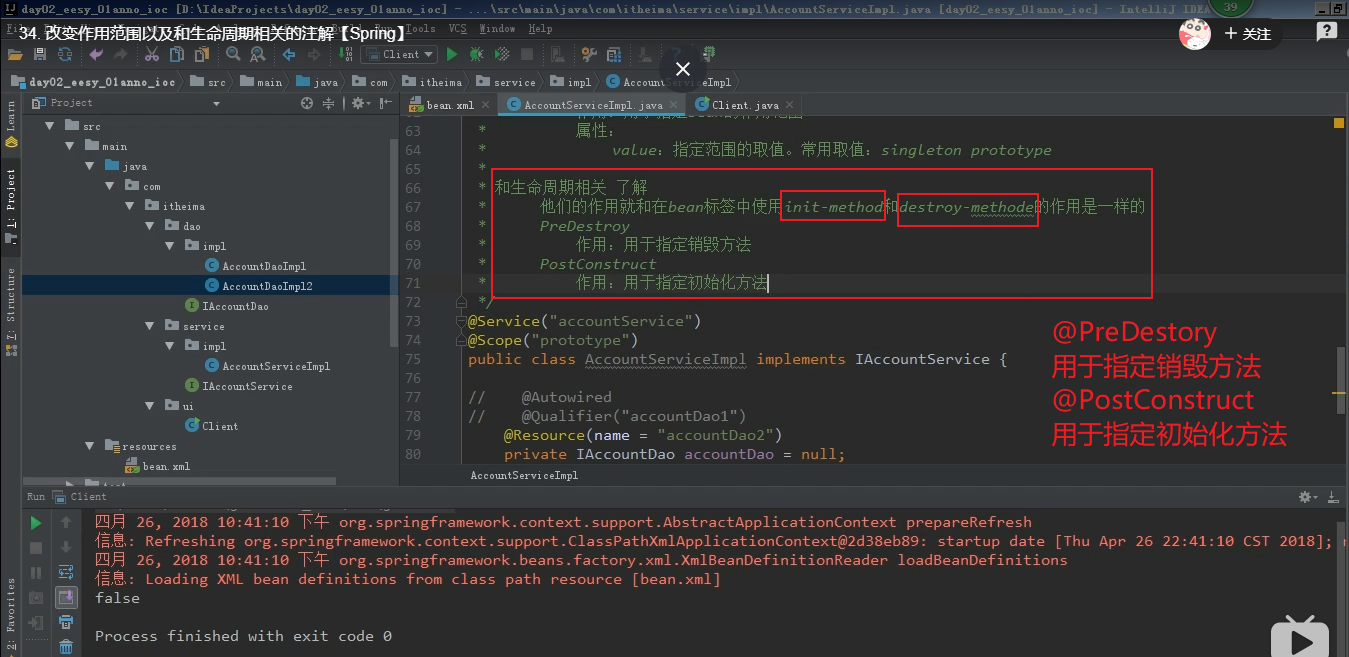 day02_eesy_01anno_ioc [D:\IdeaProjects\day02_eesy_01anno_ioc] - ...\src\main\java\com\itheima\service\impl\AccountServiceImpl.java [day02_eesy_01anno_ioc] - IntelliJ IDEA
39
34. 改变作用范围以及和生命周期相关的注解【Spring】
Tools VCS Window Help
+ 关注
Client
day02_eesy_01anno_ioc src main java com itheima service impl AccountServiceImpl
Project
bean.xml AccountServiceImpl.java Client.java
Learn
1: Project
7: Structure
2: Favorites
src
main
java
com
itheima
dao
impl
AccountDaoImpl
AccountDaoImpl2
IAccountDao
service
impl
AccountServiceImpl
IAccountService
ui
Client
resources
bean.xml
63 * 属性：
64 * value：指定范围的取值。常用取值：singleton prototype
65 *
66 * 和生命周期相关 了解
67 * 他们的作用就和在bean标签中使用init-method和destroy-methode的作用是一样的
68 * PreDestroy
69 * 作用：用于指定销毁方法
70 * PostConstruct
71 * 作用：用于指定初始化方法
72 */
73 @Service("accountService")
74 @Scope("prototype")
75 public class AccountServiceImpl implements IAccountService {
76
77 // @Autowired
78 // @Qualifier("accountDao1")
79 @Resource(name = "accountDao2")
80 private IAccountDao accountDao = null;
AccountServiceImpl
@PreDestory
用于指定销毁方法
@PostConstruct
用于指定初始化方法
Run Client
四月 26, 2018 10:41:10 下午 org.springframework.context.support.AbstractApplicationContext prepareRefresh
信息: Refreshing org.springframework.context.support.ClassPathXmlApplicationContext@2d38eb89: startup date [Thu Apr 26 22:41:10 CST 2018];
四月 26, 2018 10:41:10 下午 org.springframework.beans.factory.xml.XmlBeanDefinitionReader loadBeanDefinitions
信息: Loading XML bean definitions from class path resource [bean.xml]
false
Process finished with exit code 0